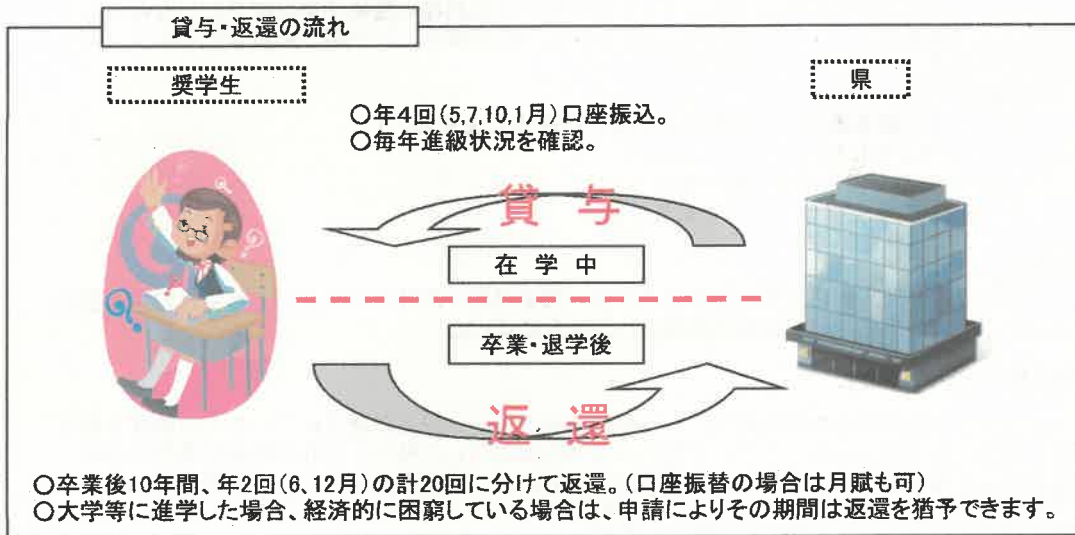 貸与・返還の流れ
奨学生
県
○年4回(5,7,10,1月)口座振込。
○毎年進級状況を確認。
貸与
在学中
卒業・退学後
返還
○卒業後10年間、年2回(6、12月)の計20回に分けて返還。(口座振替の場合は月賦も可)
○大学等に進学した場合、経済的に困窮している場合は、申請によりその期間は返還を猶予できます。